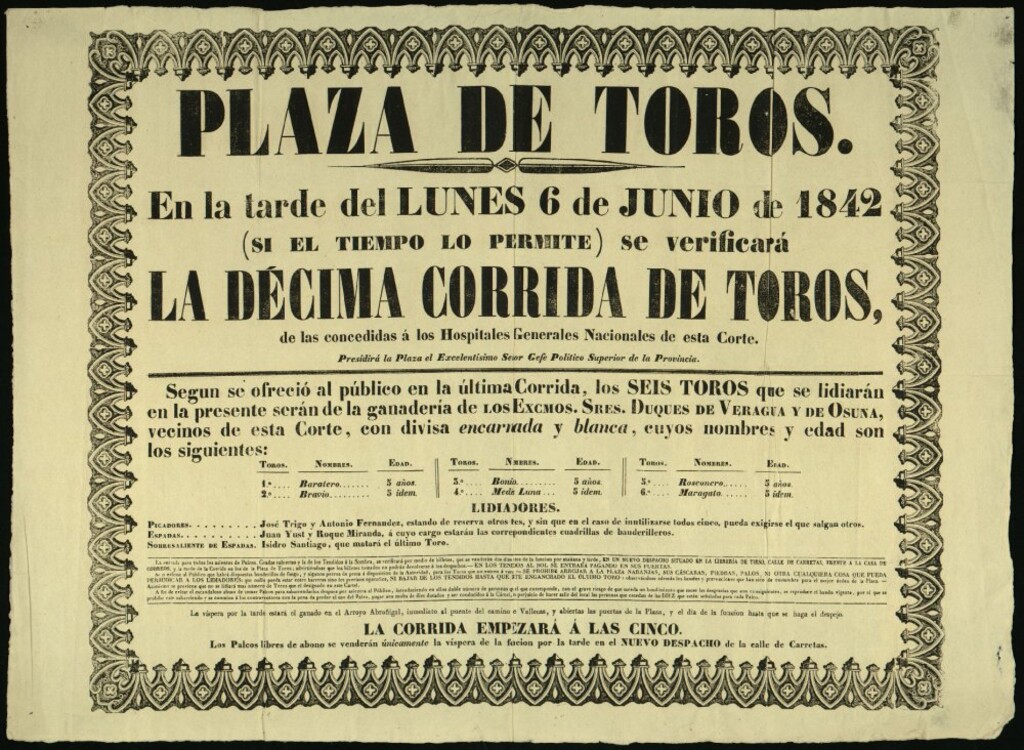 PLAZA DE TOROS.
En la tarde del LUNES 6 de JUNIO de 1842
(SI EL TIEMPO LO PERMITE) se verificará
LA DÉCIMA CORRIDA DE TOROS,
de las concedidas á los Hospitales Generales Nacionales de esta Corte.
Presidirá la Plaza el Excelentísimo Señor Gefe Político Superior de la Provincia.
Segun se ofreció al público en la última Corrida, los SEIS TOROS que se lidiarán
en la presente serán de la ganadería de LOS EXCMOS. SRES. DUQUES DE VERAGUA Y DE OSUNA,
vecinos de esta Corte, con divisa encarnada y blanca, cuyos nombres y edad son
los siguientes:
TOROS. NOMBRES. EDAD. TOROS. NMBRES. EDAD. TOROS. NOMBRES. EDAD.
1.º.... Baratero........ 5 años. 3.º.... Bonio........ 5 años. 5.º.... Rosconero..... 5 años.
2.º.... Bravio........ 5 idem. 4.º.... Media Luna... 5 idem. 6.º.... Maragato..... 5 idem.
LIDIADORES.
PICADORES. ........ José Trigo y Antonio Fernandez, estando de reserva otros tres, y sin que en el caso de inutilizarse todos cinco, pueda exigirse el que salgan otros.
ESPADAS. ........ Juan Yust y Roque Miranda, á cuyo cargo estarán las correpondientes cuadrillas de banderilleros.
SOBRESALIENTE DE ESPADAS. Isidro Santiago, que matará el último Toro.
La víspera por la tarde estará el ganado en el Arroyo Abroñigal, inmediato al puente del camino de Vallecas, y abiertas las puertas de la Plaza, y el dia de la funcion hasta que se haga el despejo.
LA CORRIDA EMPEZARÁ Á LAS CINCO.
Los Palcos libres de abono se venderán únicamente la víspera de la fucion por la tarde en el NUEVO DESPACHO de la calle de Carretas.